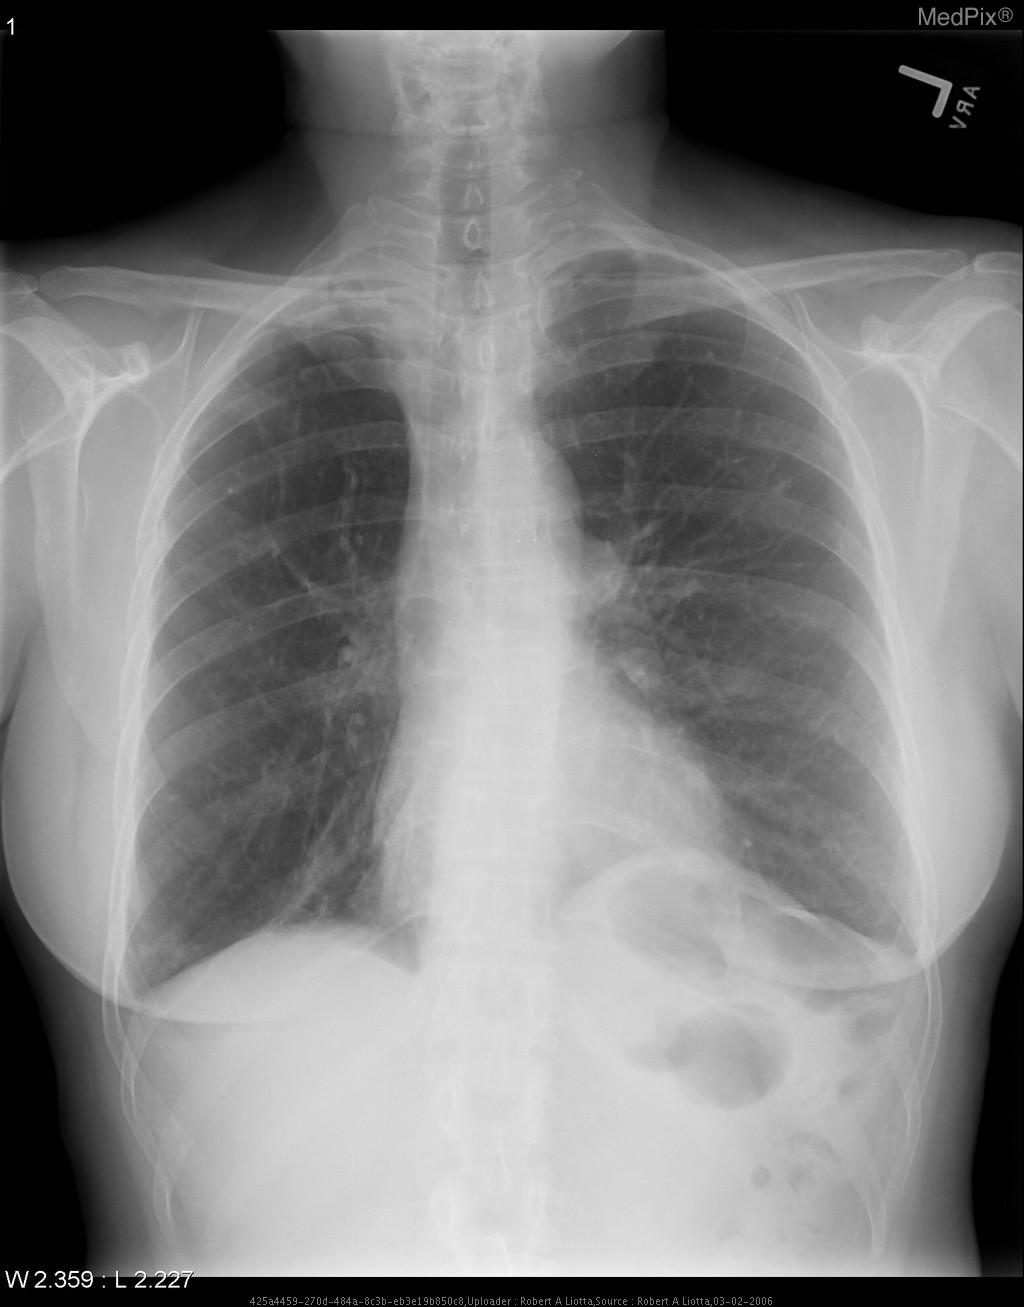 MedPix®
1
L
ARV
W 2.359 : L 2.227
425a4459-270d-484a-8c3b-eb3e19b850c8,Uploader : Robert A Liotta,Source : Robert A Liotta,03-02-2006